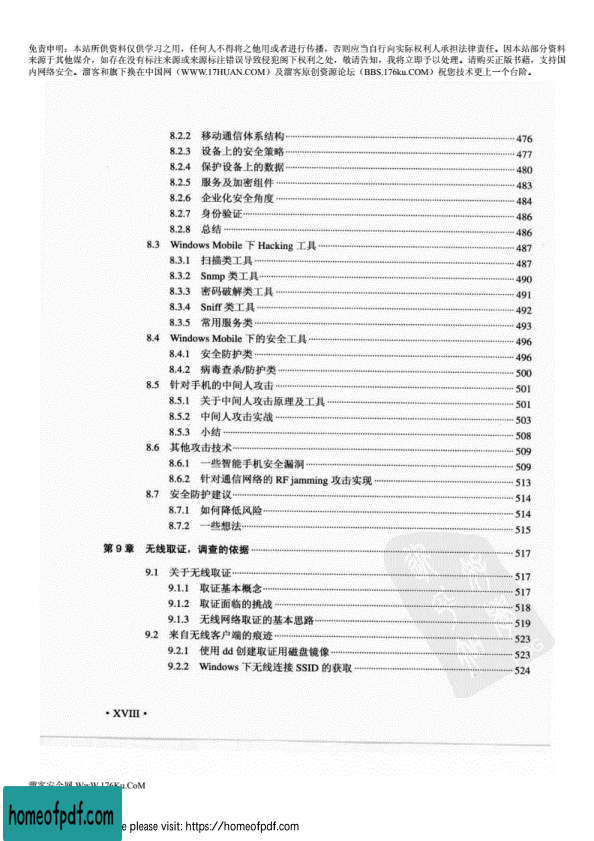 免责申明：本站所供资料仅供学习之用，任何人不得将之他用或者进行传播，否则应当自行向实际权利人承担法律责任。因本站部分资料
来源于其他媒介，如存在没有标注来源或来源标注错误导致侵犯阁下权利之处，敬请告知，我将立即予以处理。请购买正版书籍，支持国
内网络安全。溜客和旗下换在中国网（WWW.17HUAN.COM）及溜客原创资源论坛（BBS.176ku.COM）祝您技术更上一个台阶。
8.2.2 移动通信体系结构 476
8.2.3 设备上的安全策略 477
8.2.4 保护设备上的数据 480
8.2.5 服务及加密组件 483
8.2.6 企业化安全角度 484
8.2.7 身份验证 486
8.2.8 总结 486
8.3 Windows Mobile 下 Hacking 工具 487
8.3.1 扫描类工具 487
8.3.2 Snmp 类工具 490
8.3.3 密码破解类工具 491
8.3.4 Sniff 类工具 492
8.3.5 常用服务类 493
8.4 Windows Mobile 下的安全工具 496
8.4.1 安全防护类 496
8.4.2 病毒查杀/防护类 500
8.5 针对手机的中间人攻击 501
8.5.1 关于中间人攻击原理及工具 501
8.5.2 中间人攻击实战 503
8.5.3 小结 508
8.6 其他攻击技术 509
8.6.1 一些智能手机安全漏洞 509
8.6.2 针对通信网络的 RF jamming 攻击实现 513
8.7 安全防护建议 514
8.7.1 如何降低风险 514
8.7.2 一些想法 515
第 9 章 无线取证，调查的依据 517
9.1 关于无线取证 517
9.1.1 取证基本概念 517
9.1.2 取证面临的挑战 518
9.1.3 无线网络取证的基本思路 519
9.2 来自无线客户端的痕迹 523
9.2.1 使用 dd 创建取证用磁盘镜像 523
9.2.2 Windows 下无线连接 SSID 的获取 524
• XVIII •
溜客安全网 WwW.176Ku.CoM
homeofpdf.com
e please visit: https://homeofpdf.com